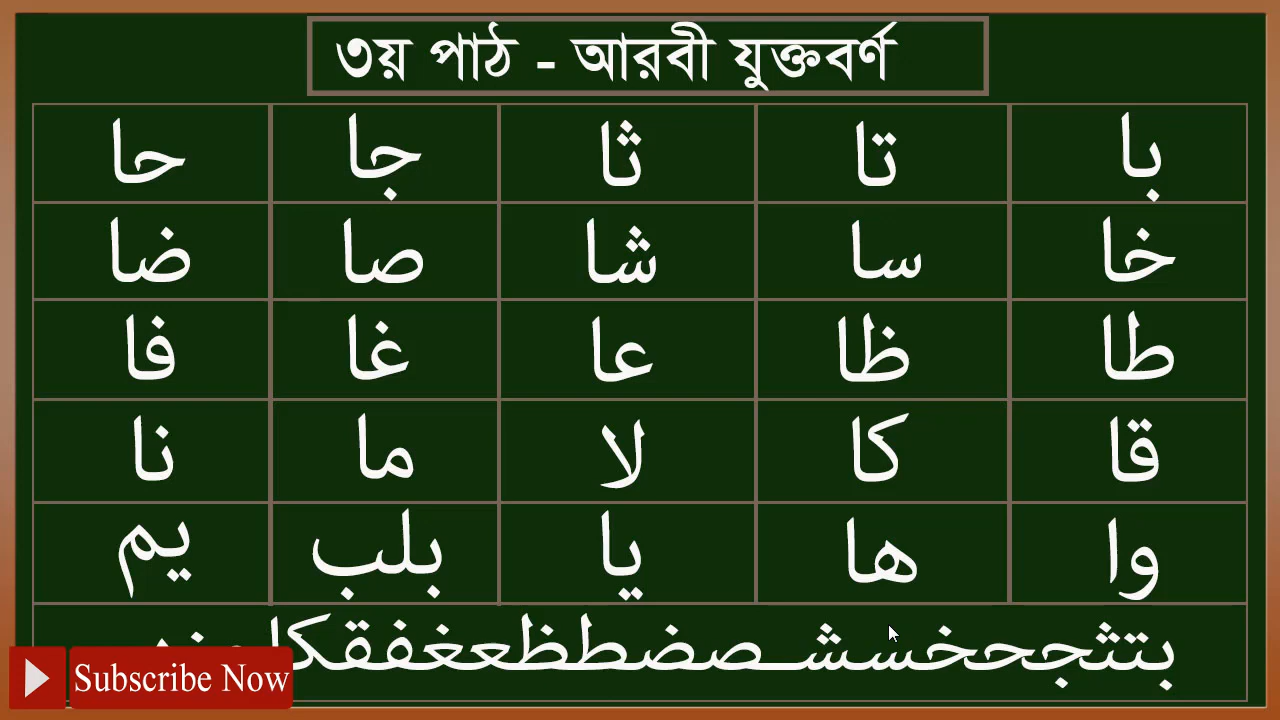 ৩য় পাঠ - আরবী যুক্তবর্ণ
با تا ثا جا حا
خا سا شا صا ضا
طا ظا عا غا فا
قا كا لا ما نا
وا ها يا بلب يم
Subscribe Now